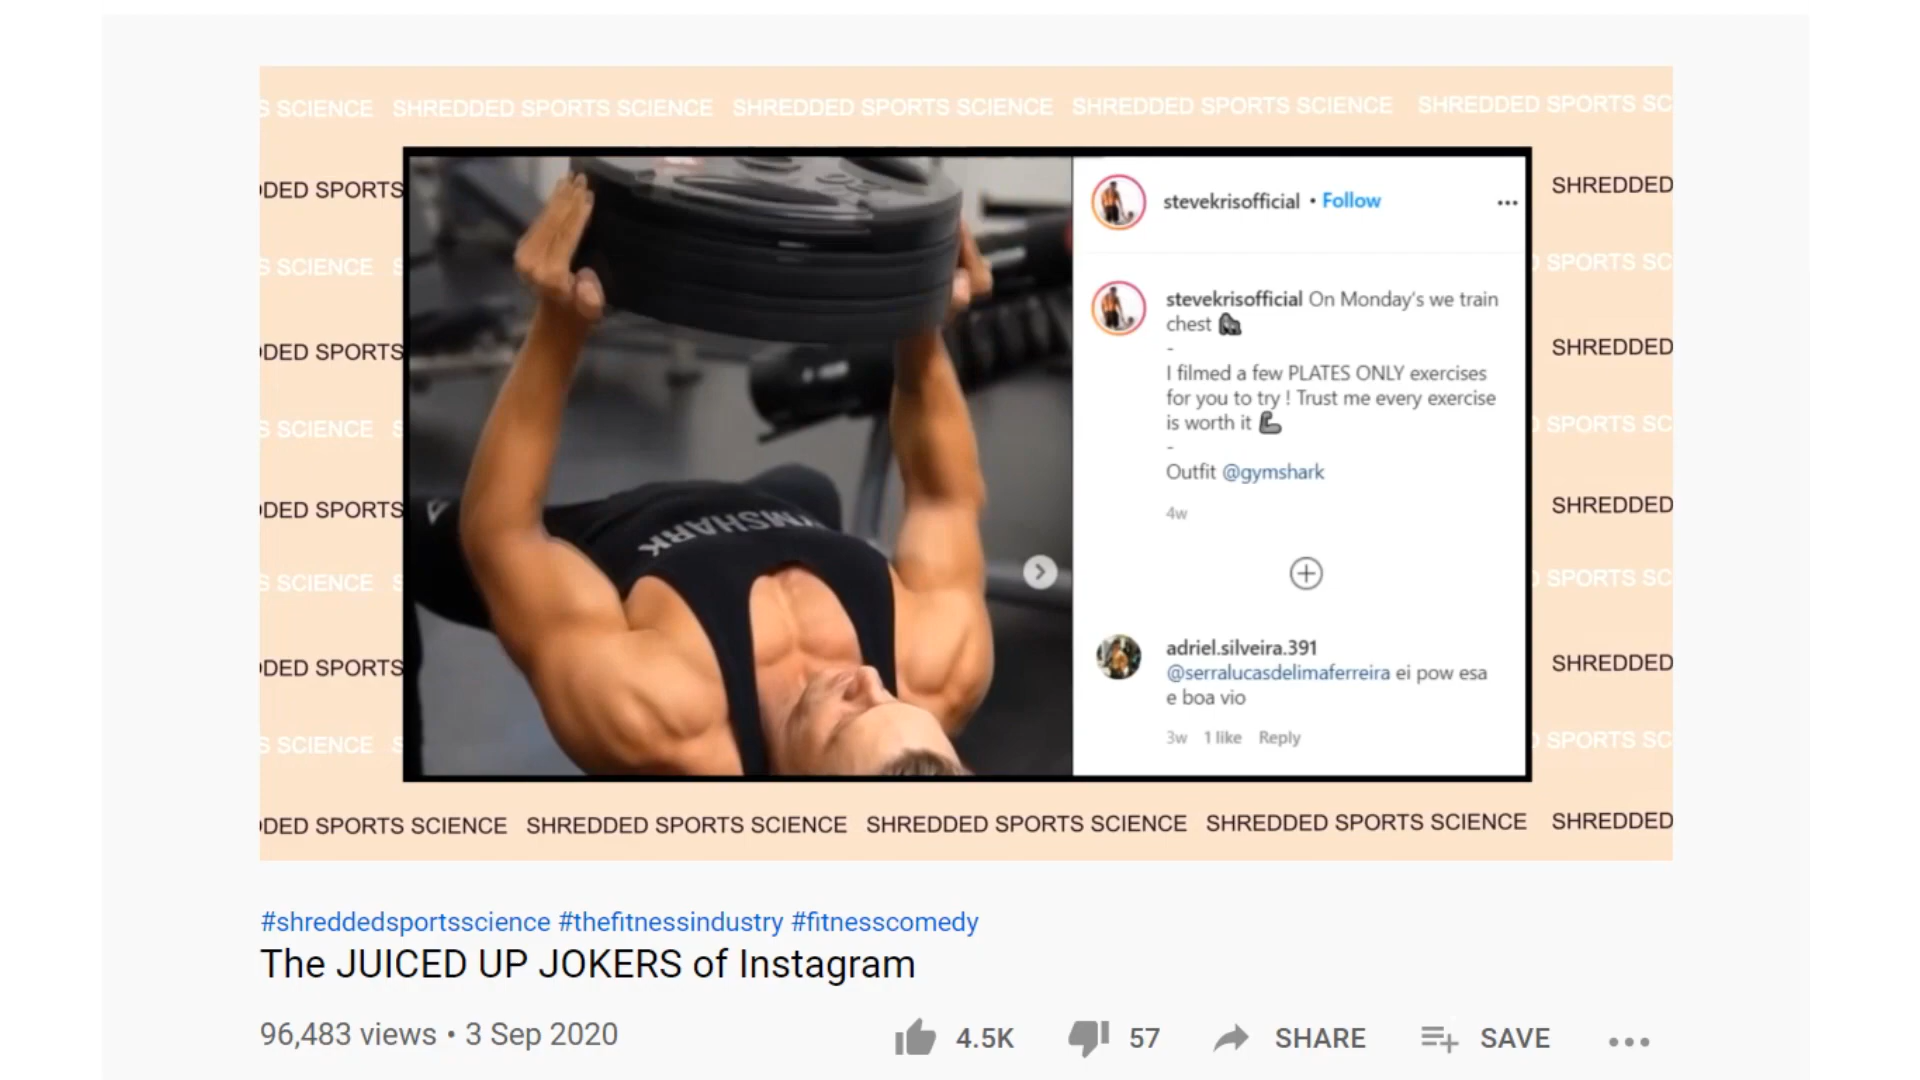 S SCIENCE SHREDDED SPORTS SCIENCE SHREDDED SPORTS SCIENCE SHREDDED SPORTS SCIENCE SHREDDED SPORTS SC
DDED SPORTS
SHREDDED
S SCIENCE S
SPORTS SC
DDED SPORTS
SHREDDED
S SCIENCE S
SPORTS SC
DDED SPORTS
SHREDDED
S SCIENCE S
SPORTS SC
DDED SPORTS
SHREDDED
S SCIENCE S
SPORTS SC
DDED SPORTS SCIENCE SHREDDED SPORTS SCIENCE SHREDDED SPORTS SCIENCE SHREDDED SPORTS SCIENCE SHREDDED
YMSHARK
stevekrisofficial • Follow
stevekrisofficial On Monday's we train
chest
-
I filmed a few PLATES ONLY exercises
for you to try ! Trust me every exercise
is worth it
-
Outfit @gymshark
4w
adriel.silveira.391
@serralucasdelimaferreira ei pow esa
e boa vio
3w 1 like Reply
#shreddedsportsscience #thefitnessindustry #fitnesscomedy
The JUICED UP JOKERS of Instagram
96,483 views • 3 Sep 2020
4.5K 57 SHARE SAVE